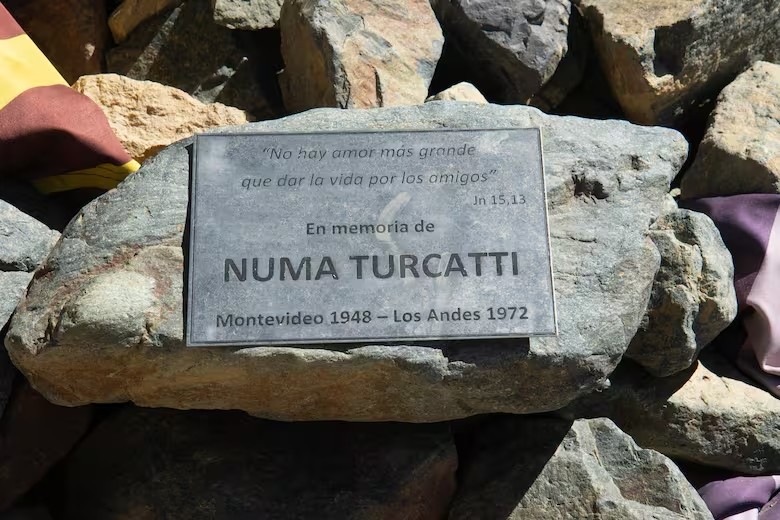 "No hay amor más grande
que dar la vida por los amigos"
Jn 15,13
En memoria de
NUMA TURCATTI
Montevideo 1948 – Los Andes 1972